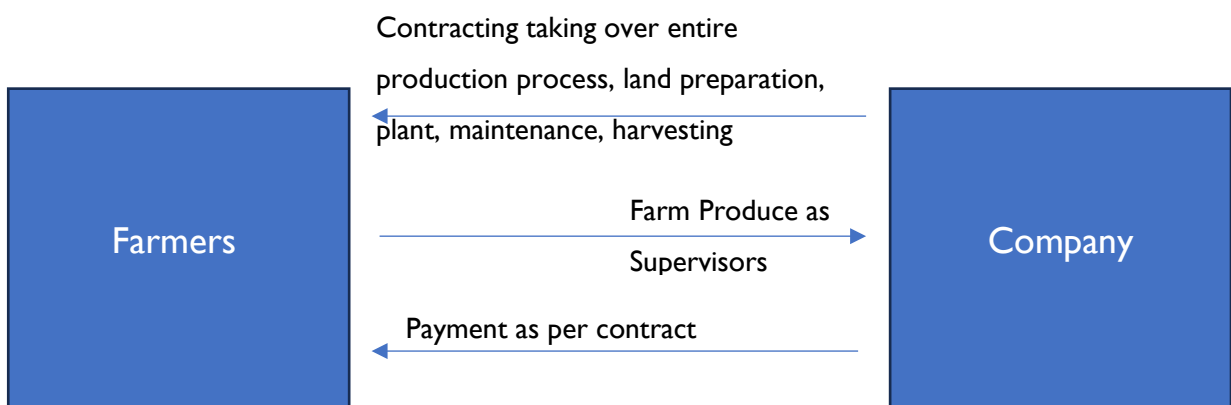 Contracting taking over entire
production process, land preparation,
plant, maintenance, harvesting
Farmers
Farm Produce as
Supervisors
Company
Payment as per contract